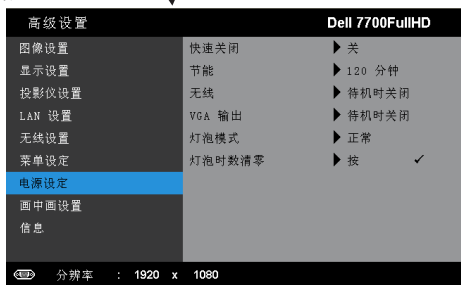 高级设置 Dell 7700FullHD
图像设置 快速关闭 关
显示设置 节能 120 分钟
投影仪设置 无线 待机时关闭
LAN 设置 VGA 输出 待机时关闭
无线设置 灯泡模式 正常
菜单设定 灯泡时数清零 按 ✓
电源设定
画中画设置
信息
分辨率 : 1920 x 1080